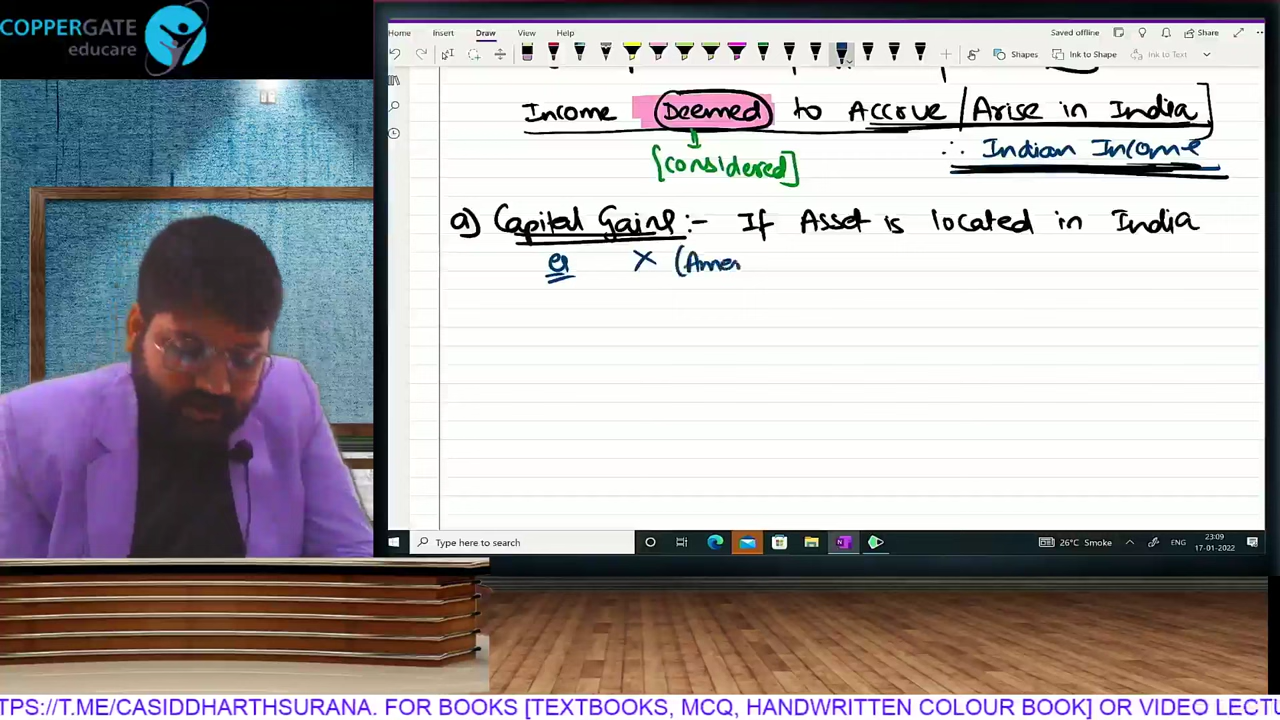 COPPERGATE
educare
Home Insert Draw View Help
Saved offline
Share
Shapes
Ink to Shape
Ink to Text
Income Deemed to Accrue / Arise in India]
[considered]
∴ Indian Income
a) Capital Gains :- If Asset is located in India
eg X (Amer
Type here to search
26°C Smoke
ENG
23:09
17-01-2022
TTPS://T.ME/CASIDDHARTHSURANA. FOR BOOKS [TEXTBOOKS, MCQ, HANDWRITTEN COLOUR BOOK] OR VIDEO LECTU